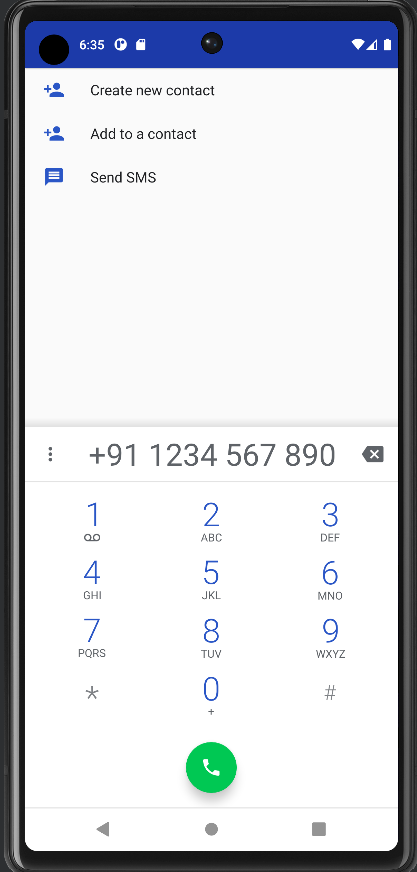 6:35
Create new contact
Add to a contact
Send SMS
+91 1234 567 890
1 2 3
ABC DEF
4 5 6
GHI JKL MNO
7 8 9
PQRS TUV WXYZ
* 0 #
+